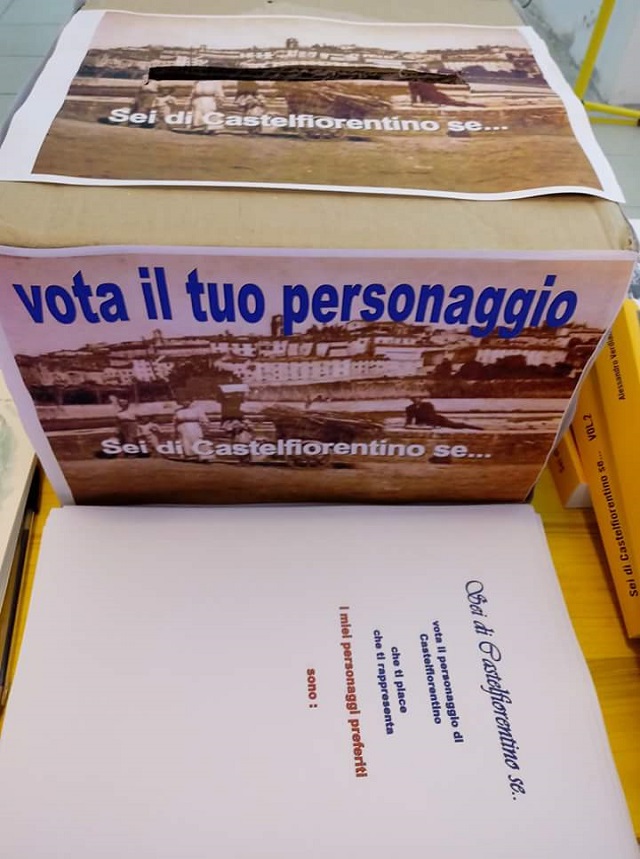 Sei di Castelfiorentino se...
vota il tuo personaggio
Sei di Castelfiorentino se...
Sei di Castelfiorentino se..
vota il personaggio di
Castelfiorentino
che ti piace
che ti rappresenta
I miei personaggi preferiti
sono :
Sei di Castelfiorentino se... VOL.2
Alessandro